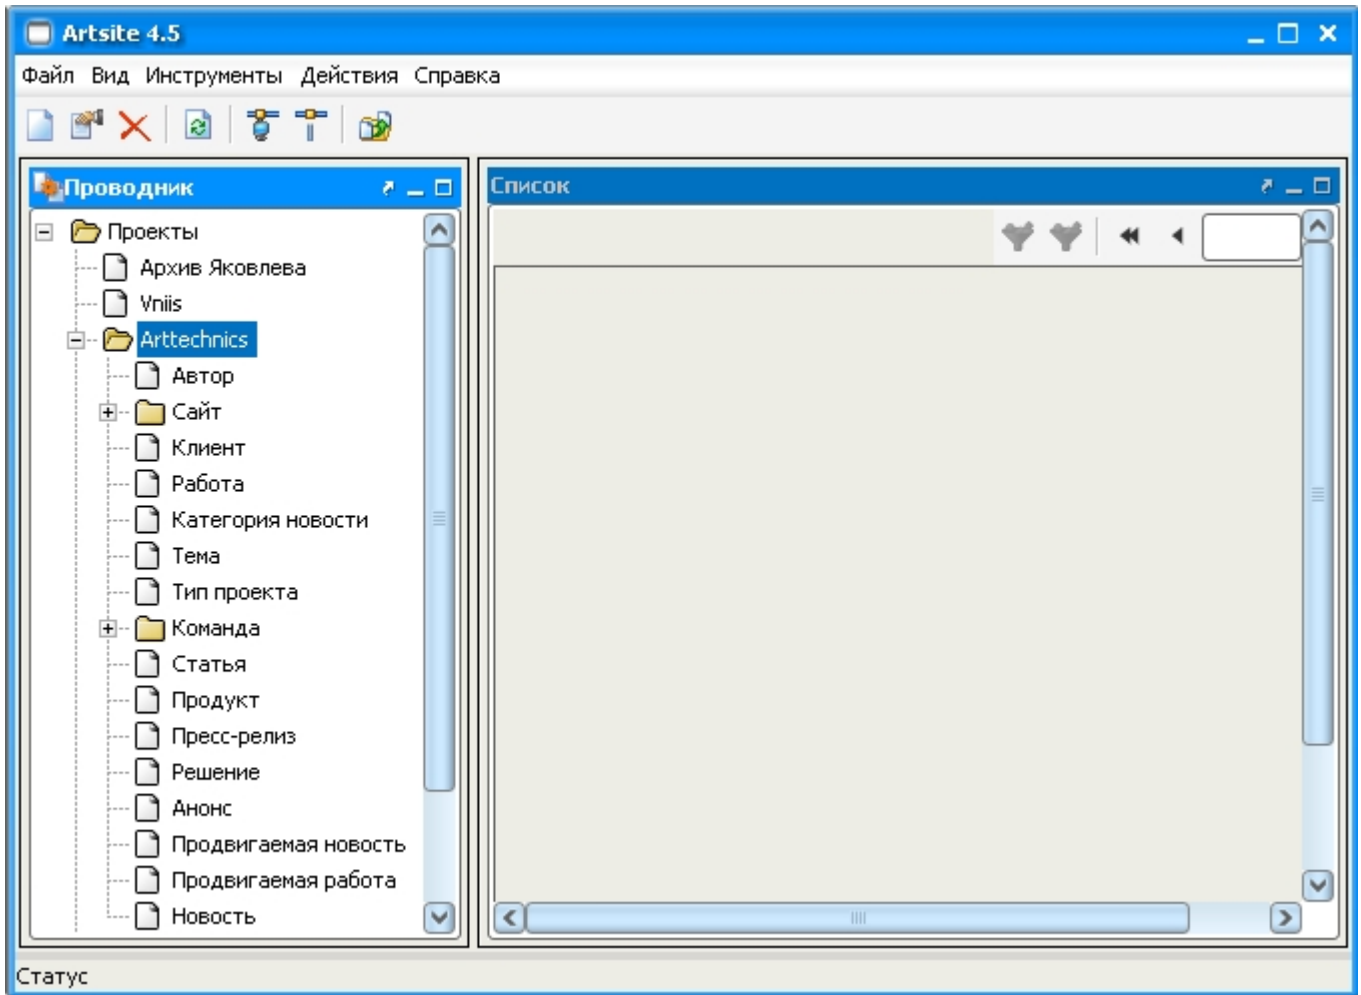 Artsite 4.5
Файл Вид Инструменты Действия Справка
Проводник
Проекты
Архив Яковлева
Vniis
Arttechnics
Автор
Сайт
Клиент
Работа
Категория новости
Тема
Тип проекта
Команда
Статья
Продукт
Пресс-релиз
Решение
Анонс
Продвигаемая новость
Продвигаемая работа
Новость
Список
Статус